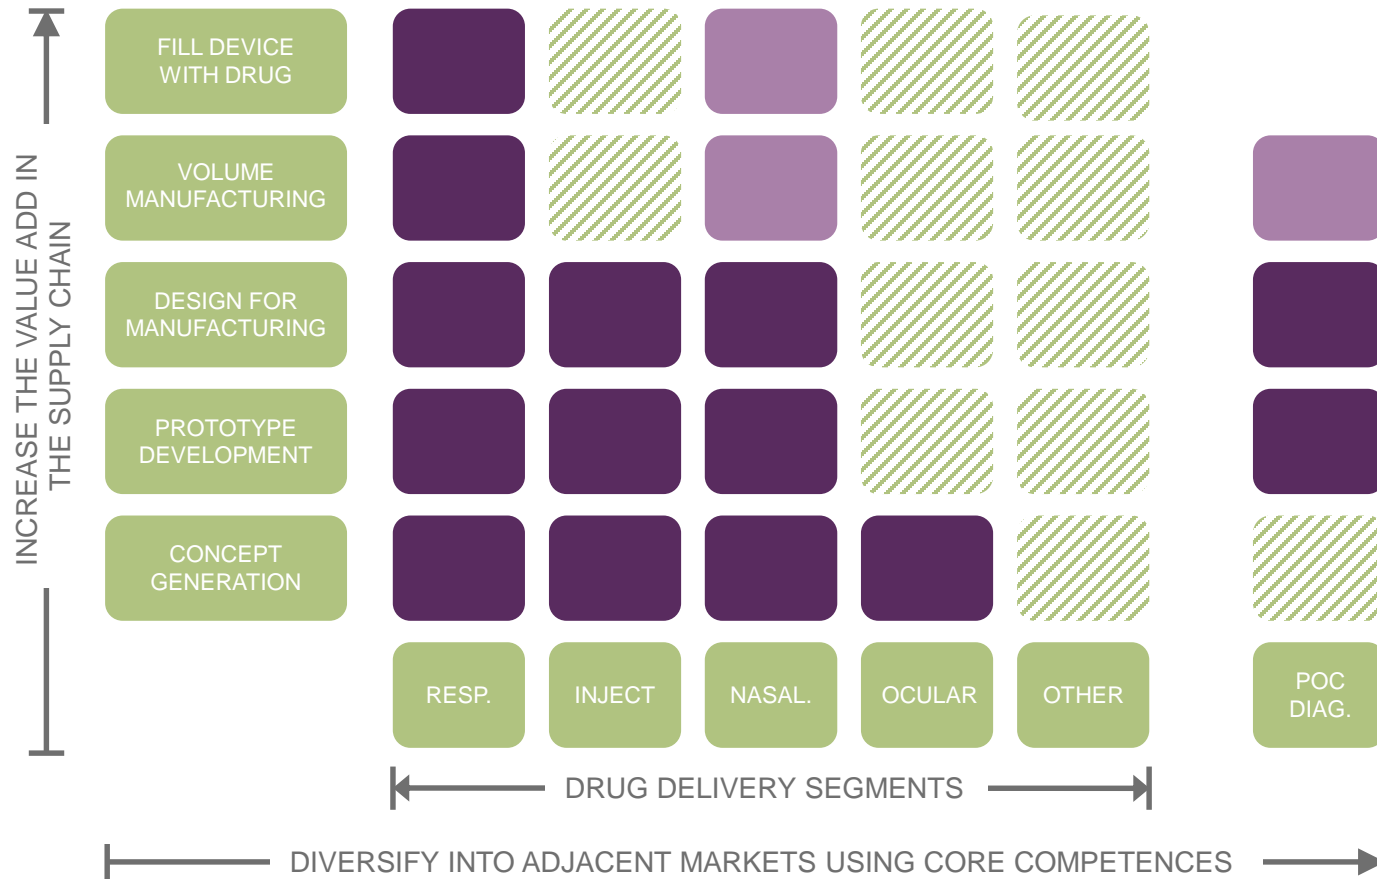 INCREASE THE VALUE ADD IN
THE SUPPLY CHAIN
FILL DEVICE
WITH DRUG
VOLUME
MANUFACTURING
DESIGN FOR
MANUFACTURING
PROTOTYPE
DEVELOPMENT
CONCEPT
GENERATION
RESP.
INJECT
NASAL.
OCULAR
OTHER
POC
DIAG.
DRUG DELIVERY SEGMENTS
DIVERSIFY INTO ADJACENT MARKETS USING CORE COMPETENCES